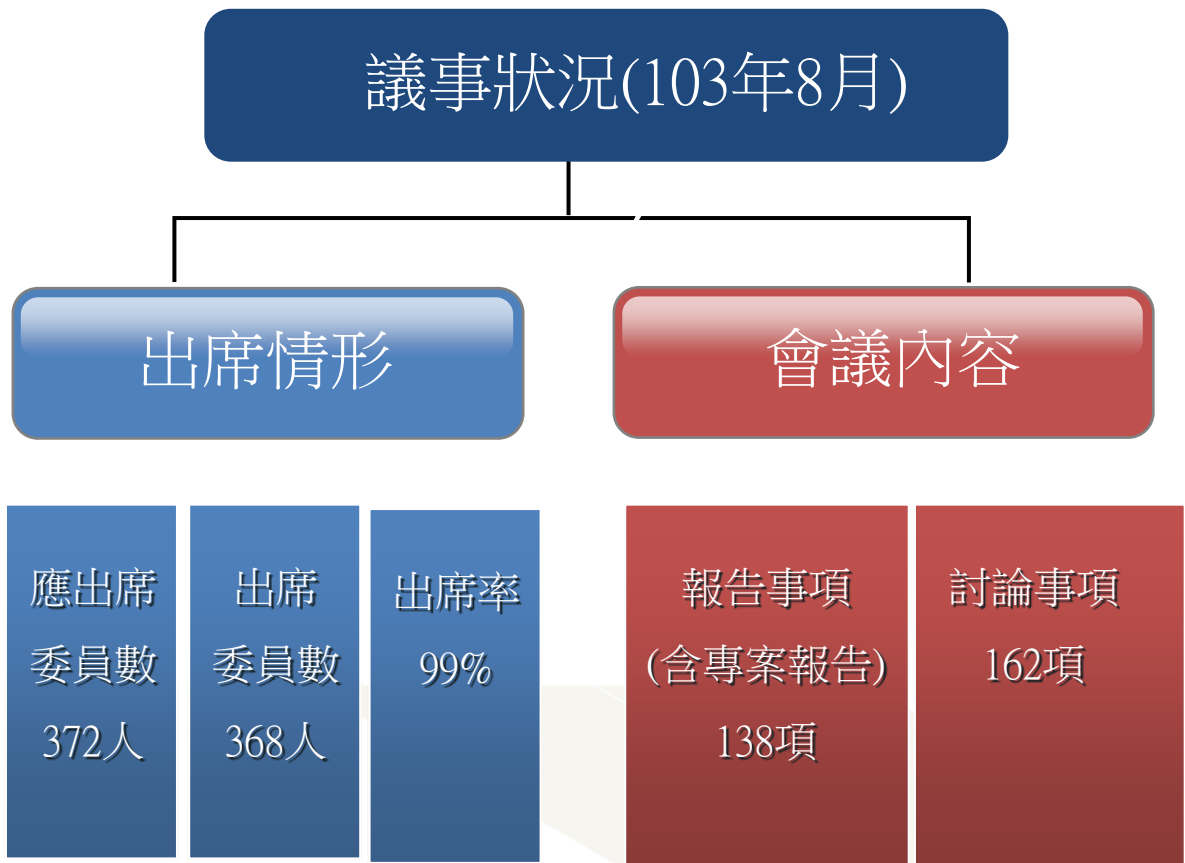 議事狀況(103年8月)
出席情形
會議內容
應出席
委員數
372人
出席
委員數
368人
出席率
99%
報告事項
(含專案報告)
138項
討論事項
162項